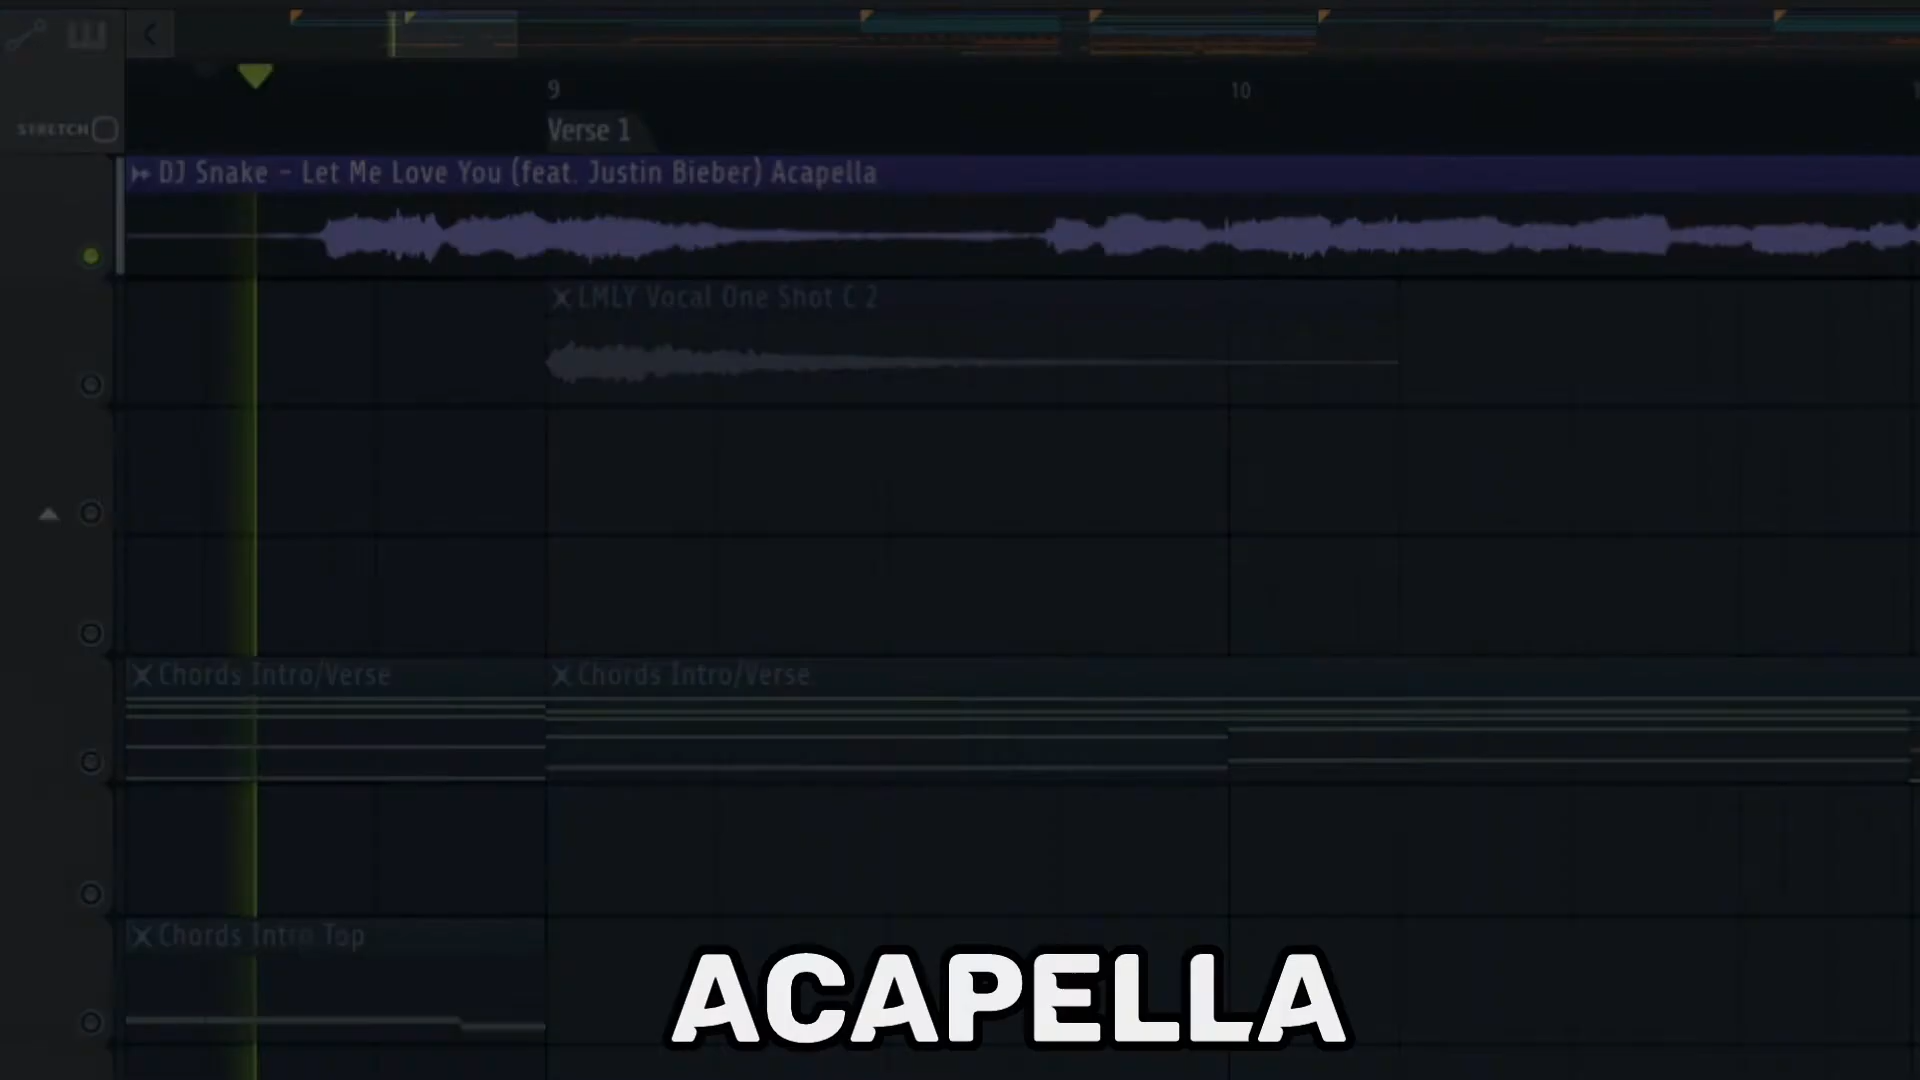 9
10
STRETCH
Verse 1
DJ Snake - Let Me Love You (feat. Justin Bieber) Acapella
LMLY Vocal One Shot C 2
Chords Intro/Verse
Chords Intro/Verse
Chords Intro Top
ACAPELLA